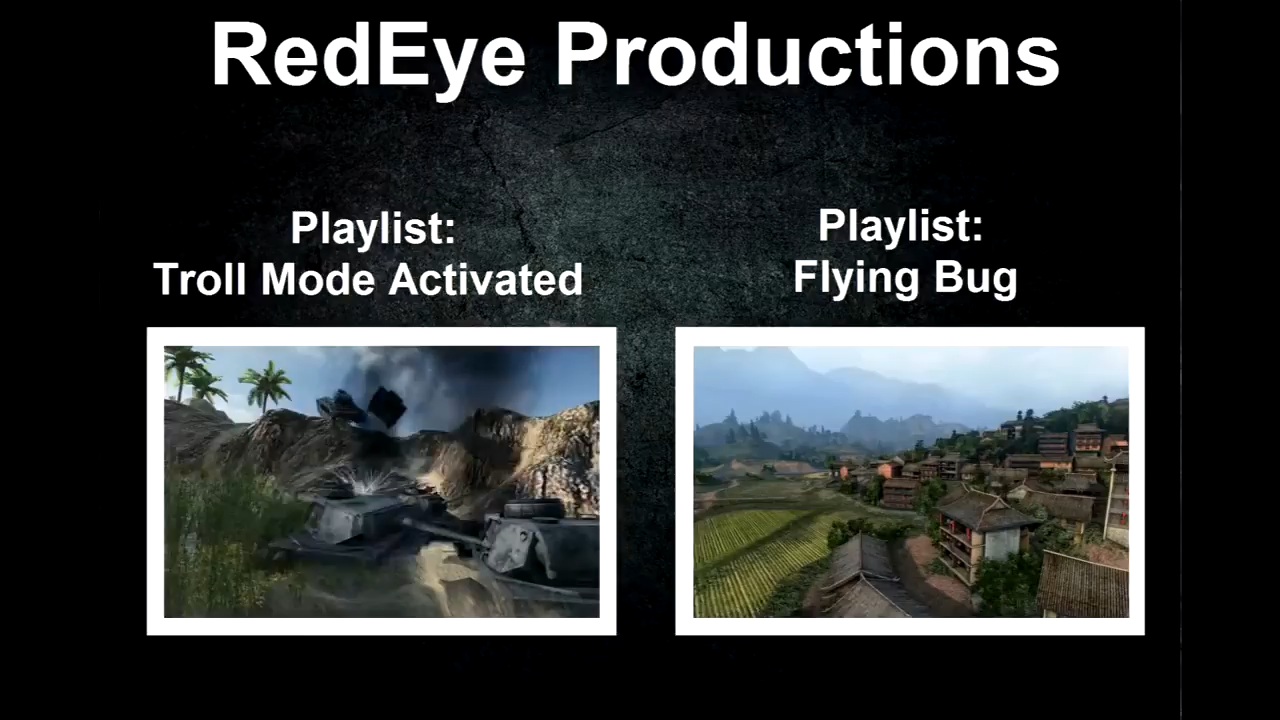 RedEye Productions
Playlist:
Troll Mode Activated
Playlist:
Flying Bug